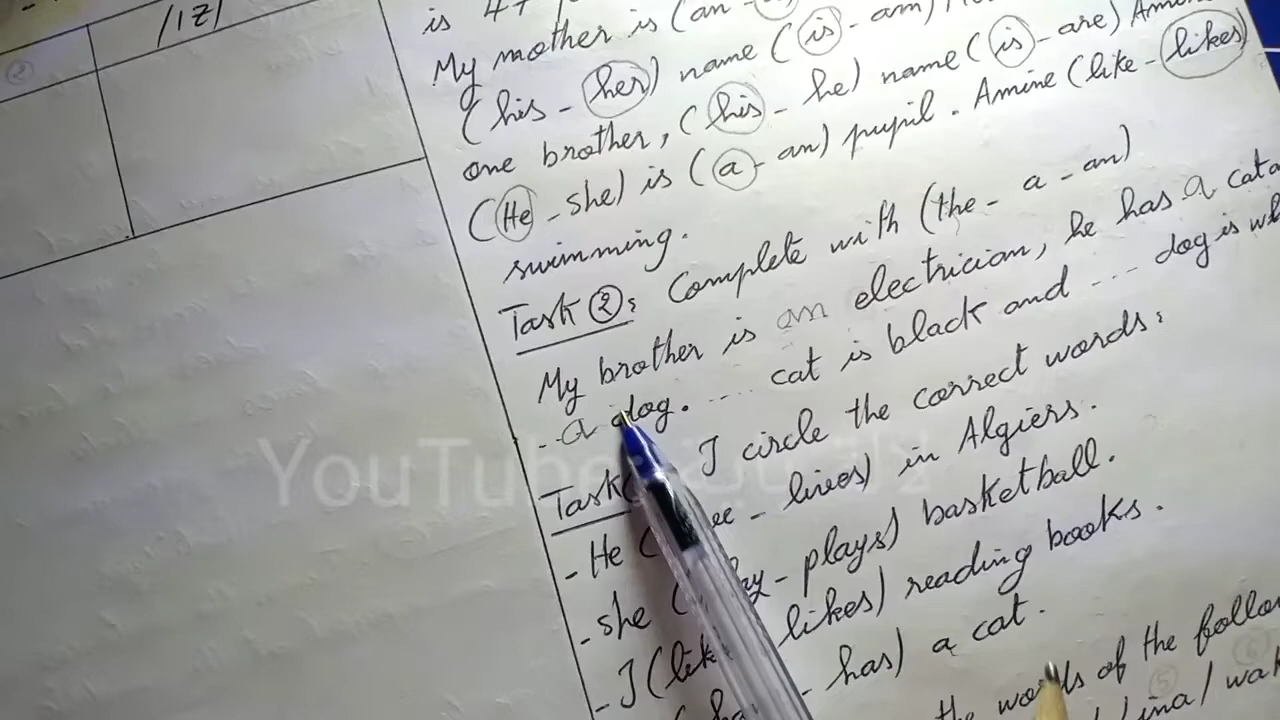 /12/
is 47
My mother is (an -
(his - her) name (is - am)
one brother, (his - he) name (is - are) Amine
(He - she) is (a - an) pupil. Amine (like - likes)
swimming.
Task ②: Complete with (the - a - an)
My brother is an electrician, he has a cat
.. a dog. .... cat is black and .... dog is
Task I circle the correct words:
- He ( - lives) in Algiers.
- she ( - plays) basketball.
- I (like likes) reading books.
- has) a cat.
the words of the
YouTube